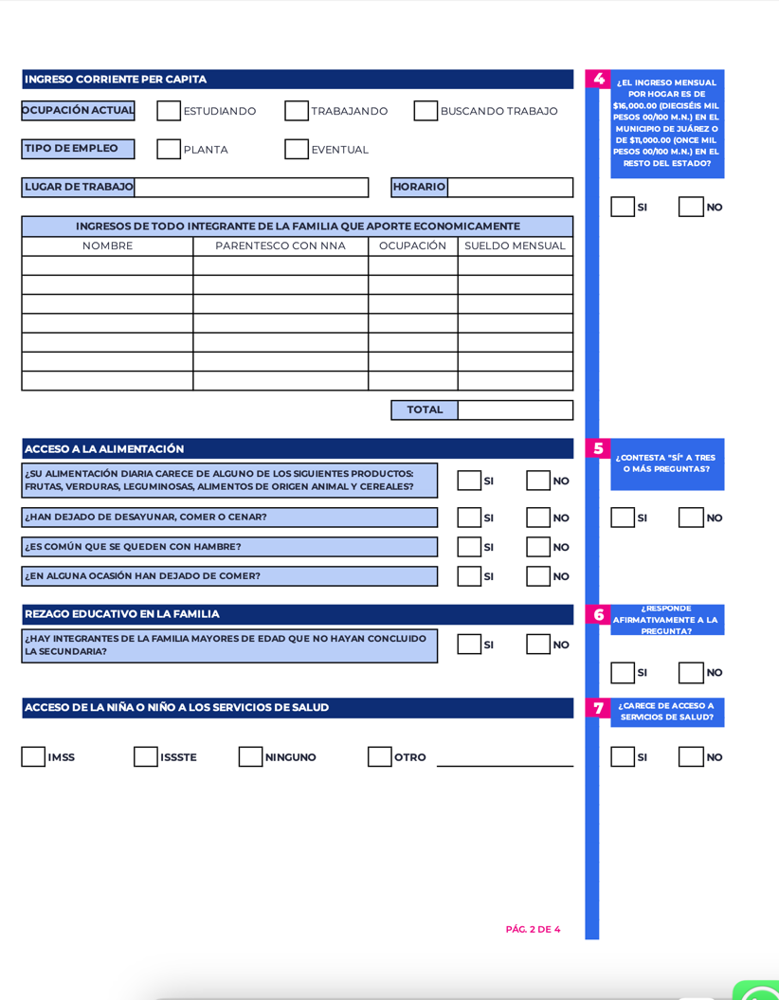 INGRESO CORRIENTE PER CAPITA
OCUPACIÓN ACTUAL ESTUDIANDO TRABAJANDO BUSCANDO TRABAJO
TIPO DE EMPLEO PLANTA EVENTUAL
LUGAR DE TRABAJO HORARIO
INGRESOS DE TODO INTEGRANTE DE LA FAMILIA QUE APORTE ECONOMICAMENTE
NOMBRE PARENTESCO CON NNA OCUPACIÓN SUELDO MENSUAL
TOTAL
4
¿EL INGRESO MENSUAL
POR HOGAR ES DE
$16,000.00 (DIECISÉIS MIL
PESOS 00/100 M.N.) EN EL
MUNICIPIO DE JUÁREZ O
DE $11,000.00 (ONCE MIL
PESOS 00/100 M.N.) EN EL
RESTO DEL ESTADO?
SI NO
ACCESO A LA ALIMENTACIÓN
¿SU ALIMENTACIÓN DIARIA CARECE DE ALGUNO DE LOS SIGUIENTES PRODUCTOS:
FRUTAS, VERDURAS, LEGUMINOSAS, ALIMENTOS DE ORIGEN ANIMAL Y CEREALES?
SI NO
¿HAN DEJADO DE DESAYUNAR, COMER O CENAR? SI NO
¿ES COMÚN QUE SE QUEDEN CON HAMBRE? SI NO
¿EN ALGUNA OCASIÓN HAN DEJADO DE COMER? SI NO
5
¿CONTESTA "SÍ" A TRES
O MÁS PREGUNTAS?
SI NO
REZAGO EDUCATIVO EN LA FAMILIA
¿HAY INTEGRANTES DE LA FAMILIA MAYORES DE EDAD QUE NO HAYAN CONCLUIDO
LA SECUNDARIA?
SI NO
6
¿RESPONDE
AFIRMATIVAMENTE A LA
PREGUNTA?
SI NO
ACCESO DE LA NIÑA O NIÑO A LOS SERVICIOS DE SALUD
IMSS ISSSTE NINGUNO OTRO
7
¿CARECE DE ACCESO A
SERVICIOS DE SALUD?
SI NO
PÁG. 2 DE 4